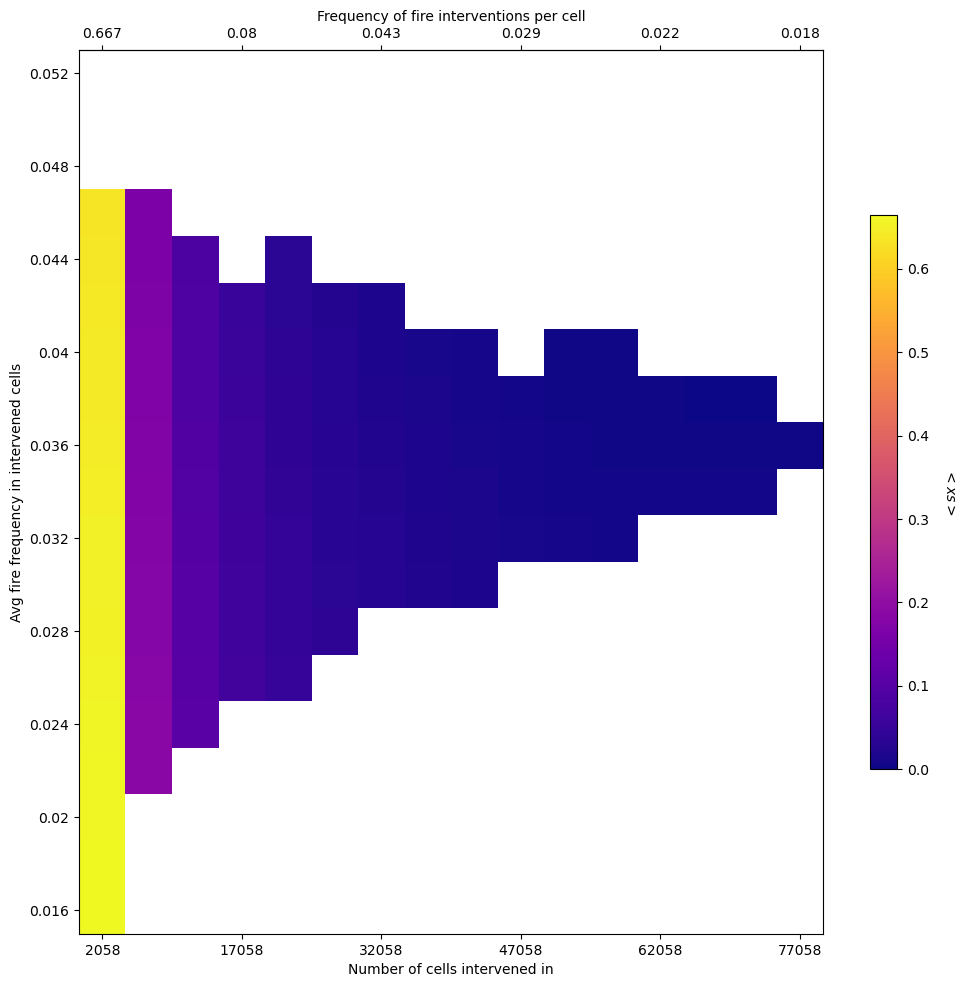 Frequency of fire interventions per cell
0.667 0.08 0.043 0.029 0.022 0.018
0.052
0.048
0.044
0.04
0.036
0.032
0.028
0.024
0.02
0.016
Avg fire frequency in intervened cells
2058 17058 32058 47058 62058 77058
Number of cells intervened in
0.6
0.5
0.4
0.3
0.2
0.1
0.0
< sx >